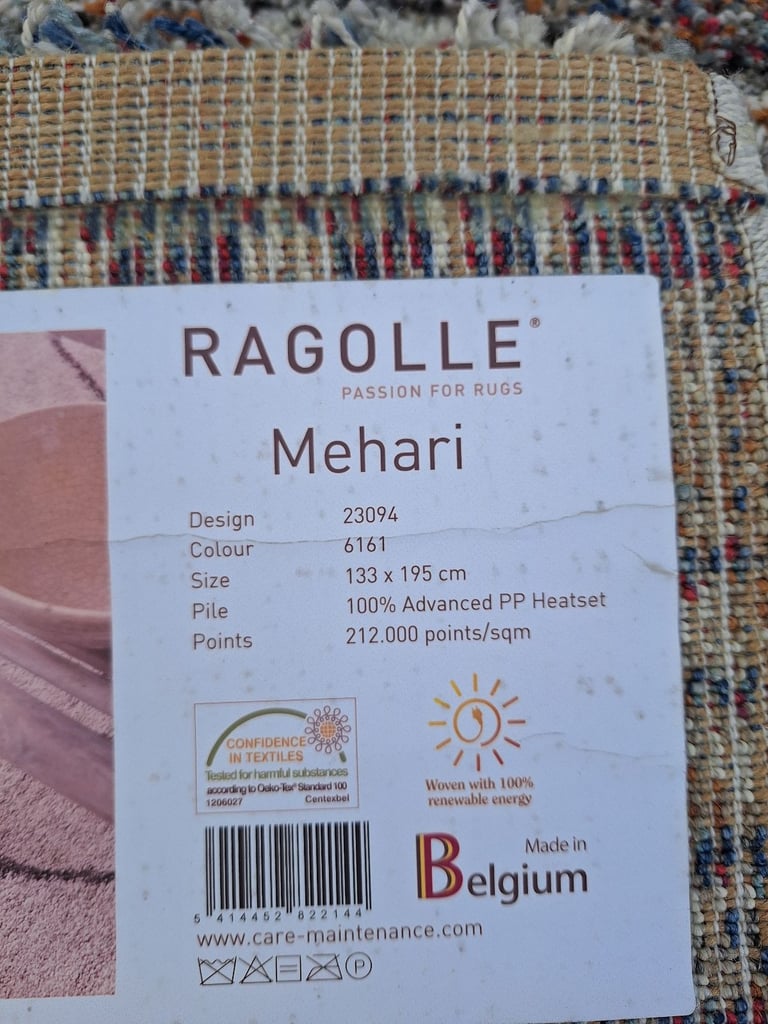 RAGOLLE®
PASSION FOR RUGS
Mehari
Design 23094
Colour 6161
Size 133 x 195 cm
Pile 100% Advanced PP Heatset
Points 212.000 points/sqm
CONFIDENCE
IN TEXTILES
Tested for harmful substances
according to Oeko-Tex® Standard 100
1206027 Centexbel
Woven with 100%
renewable energy
Made in
Belgium
5 414452 822144
www.care-maintenance.com
P